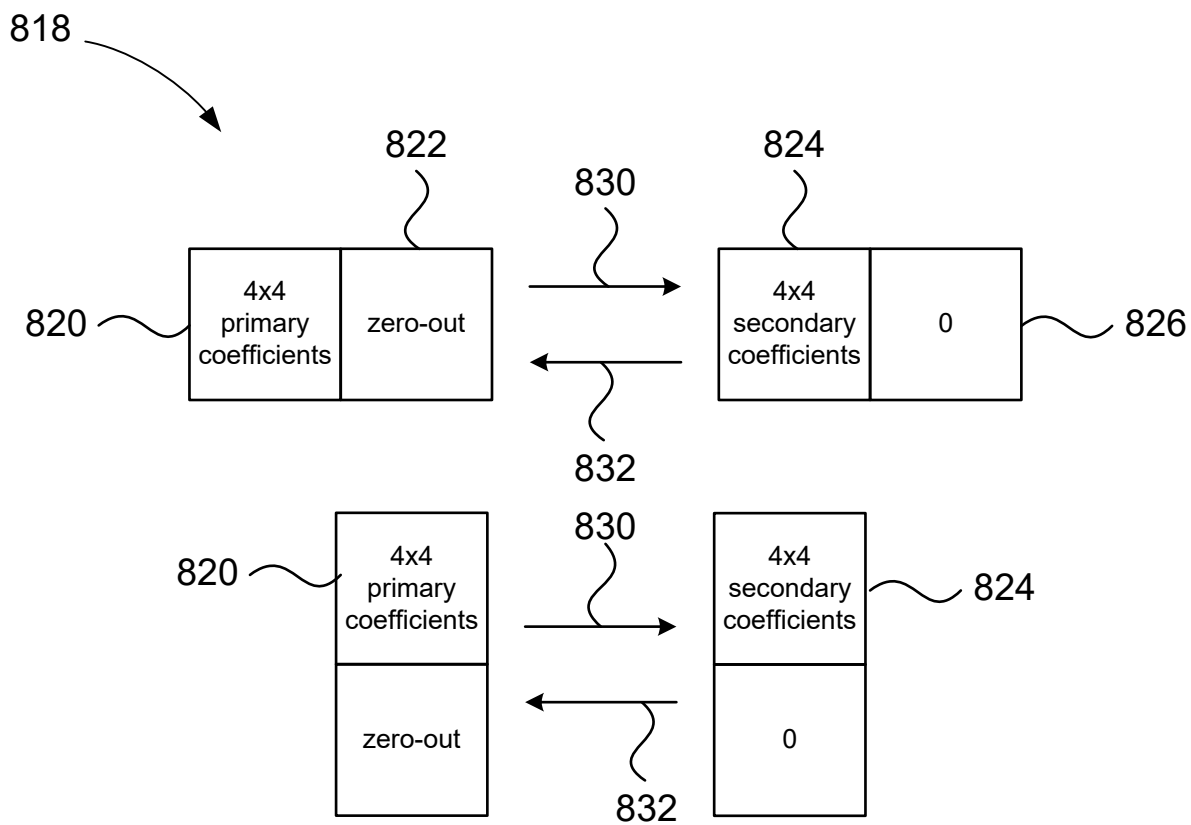 818
822
824
830
4x4
primary
coefficients
zero-out
4x4
secondary
coefficients
0
820
826
832
830
4x4
primary
coefficients
4x4
secondary
coefficients
820
824
zero-out
0
832